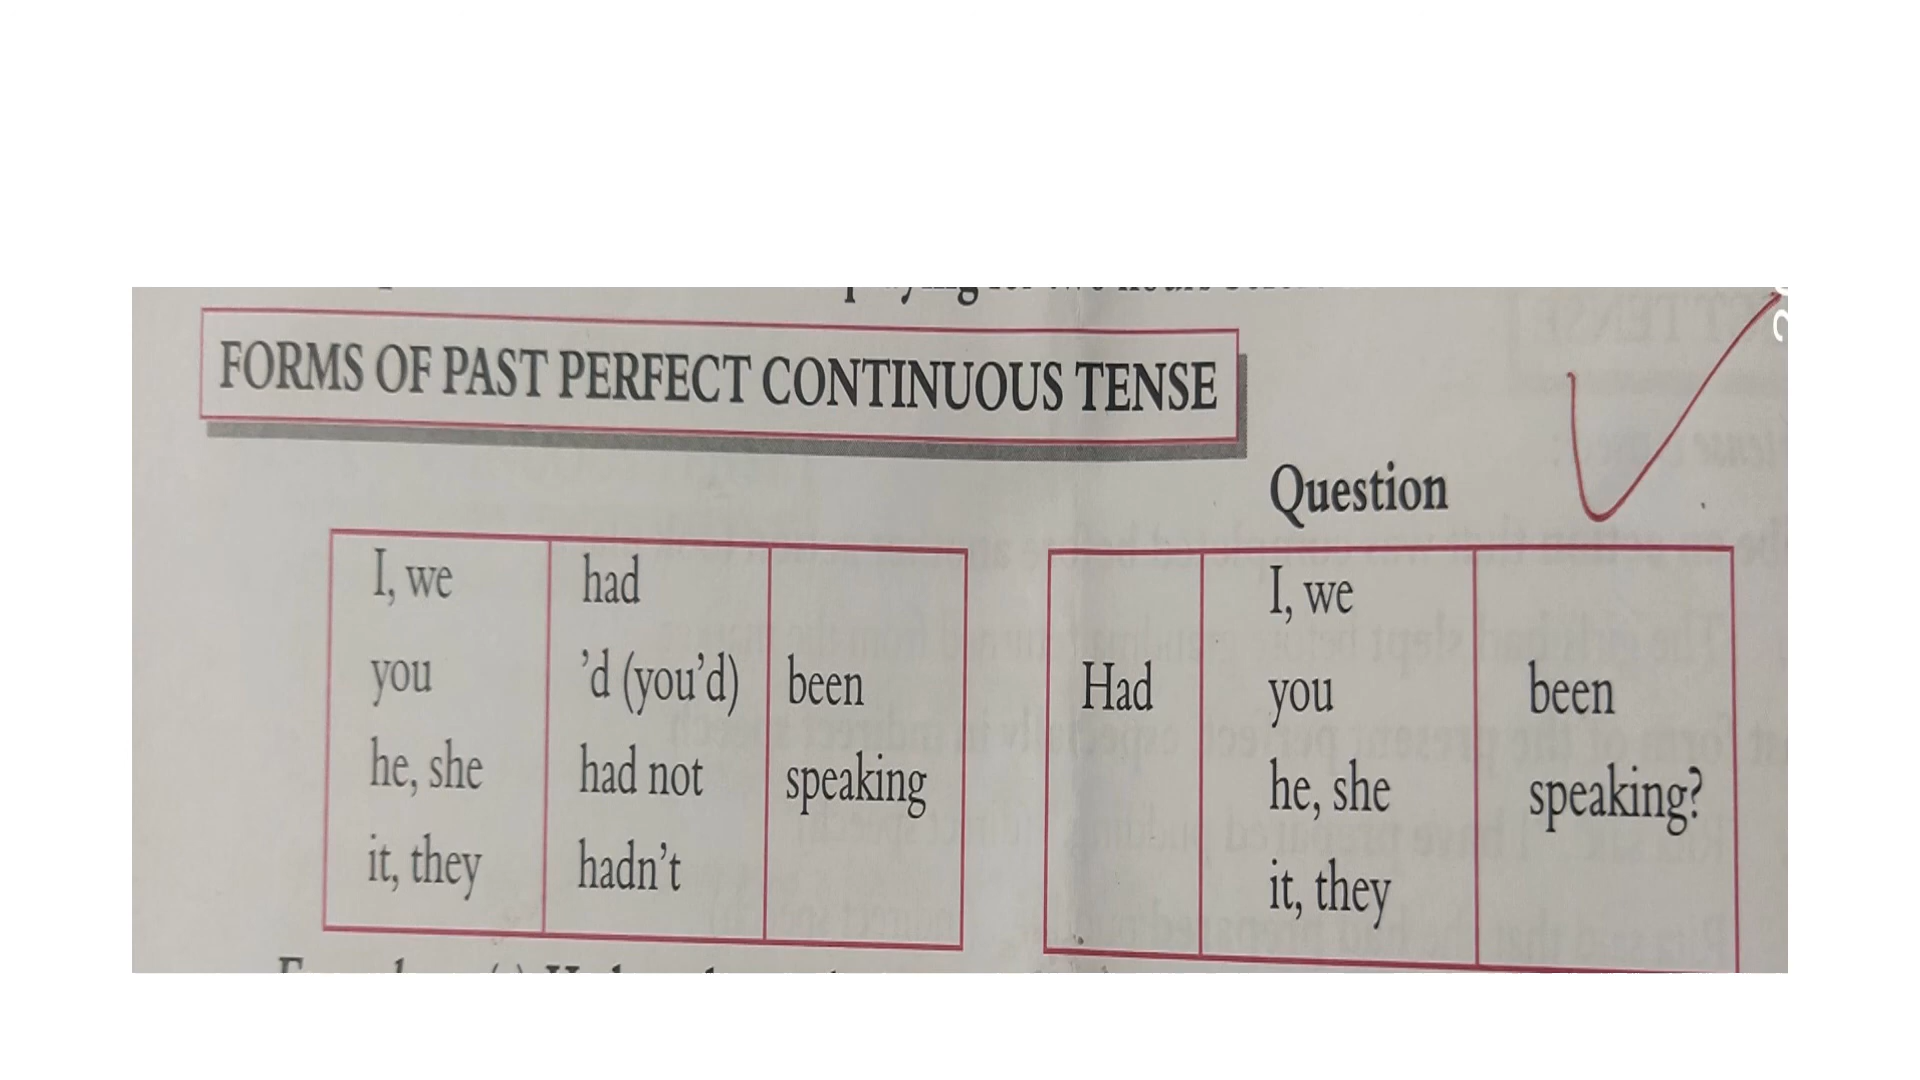 FORMS OF PAST PERFECT CONTINUOUS TENSE
Question
I, we had
you ’d (you’d) been
he, she had not speaking
it, they hadn’t
I, we
Had you been
he, she speaking?
it, they